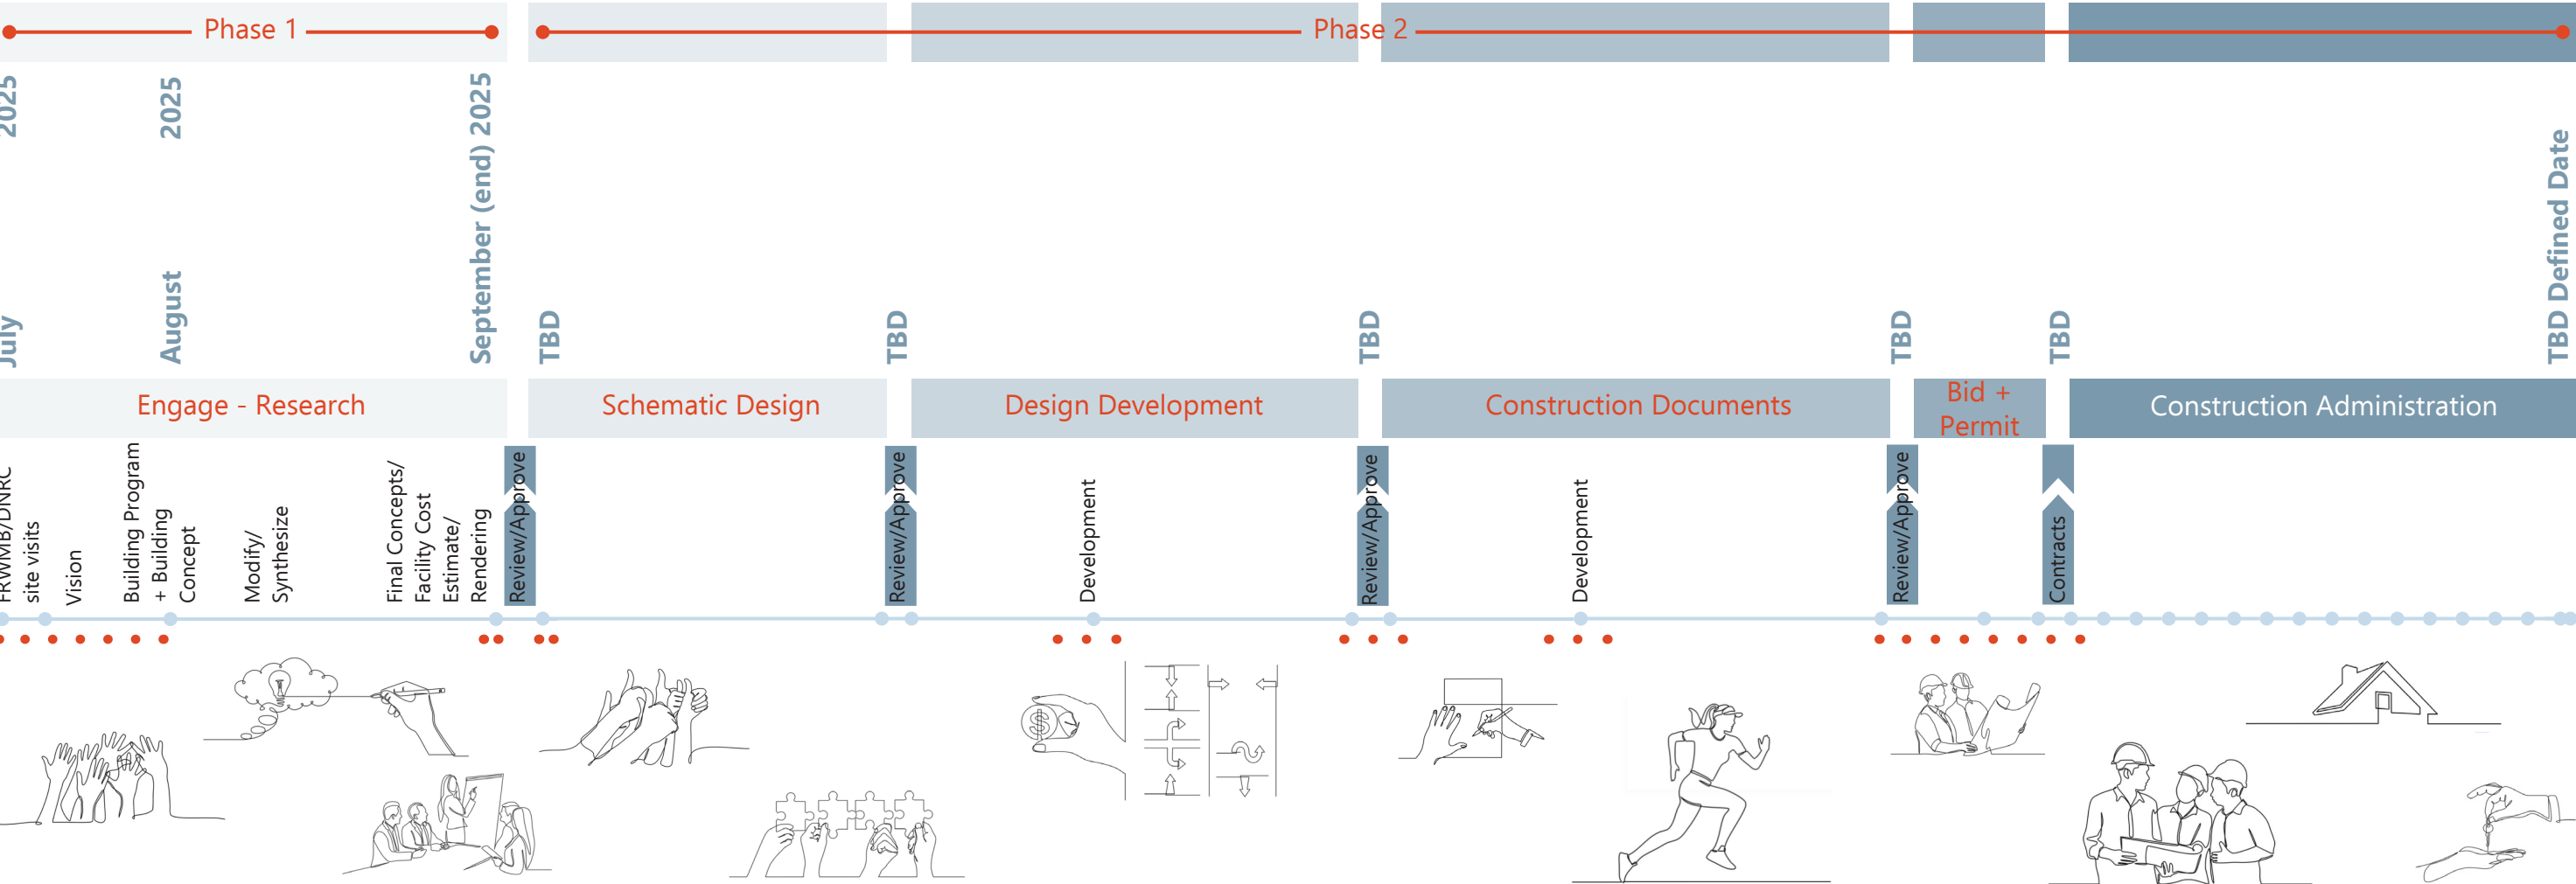 Phase 1
Phase 2
July 2025
August 2025
September (end) 2025
TBD
TBD
TBD
TBD
TBD
TBD Defined Date
Engage - Research
Schematic Design
Design Development
Construction Documents
Bid +
Permit
Construction Administration
FRWMB/DNRC
site visits
Vision
Building Program
+ Building
Concept
Modify/
Synthesize
Final Concepts/
Facility Cost
Estimate/
Rendering
Review/Approve
Review/Approve
Development
Review/Approve
Development
Review/Approve
Contracts
$